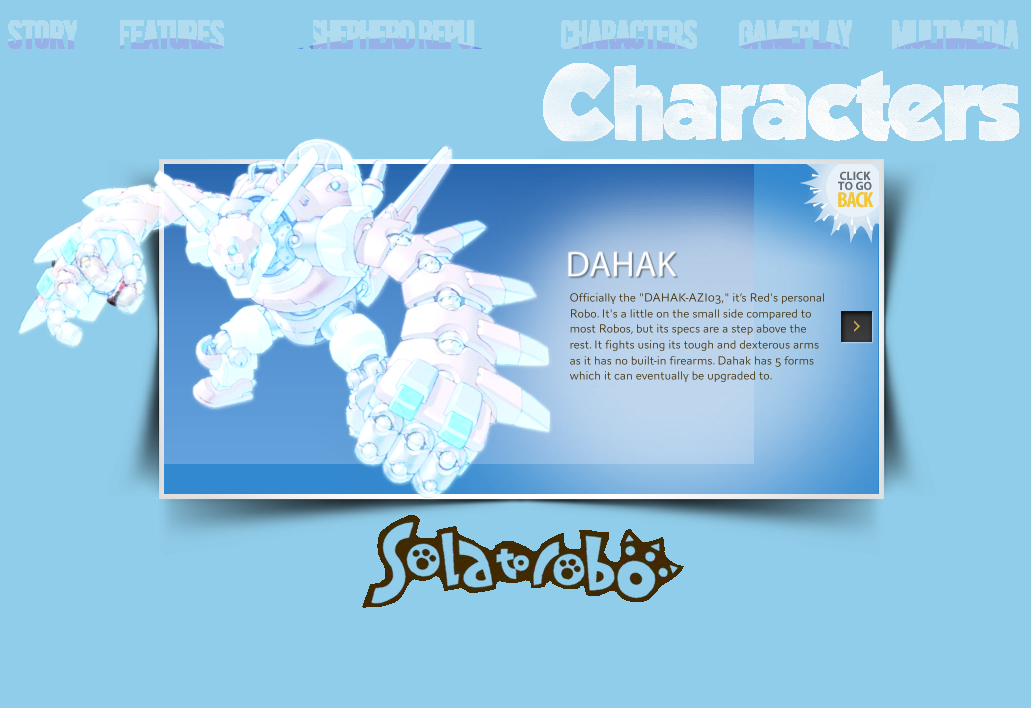 STORY FEATURES SHEPHERD REPU CHARACTERS GAMEPLAY MULTIMEDIA
Characters
CLICK
TO GO
BACK
DAHAK
Officially the "DAHAK-AZI03," it's Red's personal
Robo. It's a little on the small side compared to
most Robos, but its specs are a step above the
rest. It fights using its tough and dexterous arms
as it has no built-in firearms. Dahak has 5 forms
which it can eventually be upgraded to.
Solatorobo